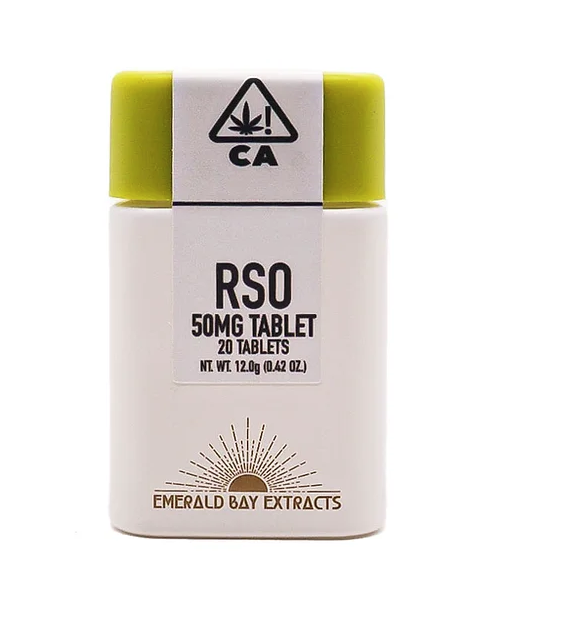 !
CA
RSO
50MG TABLET
20 TABLETS
NT. WT. 12.0g (0.42 OZ.)
EMERALD BAY EXTRACTS